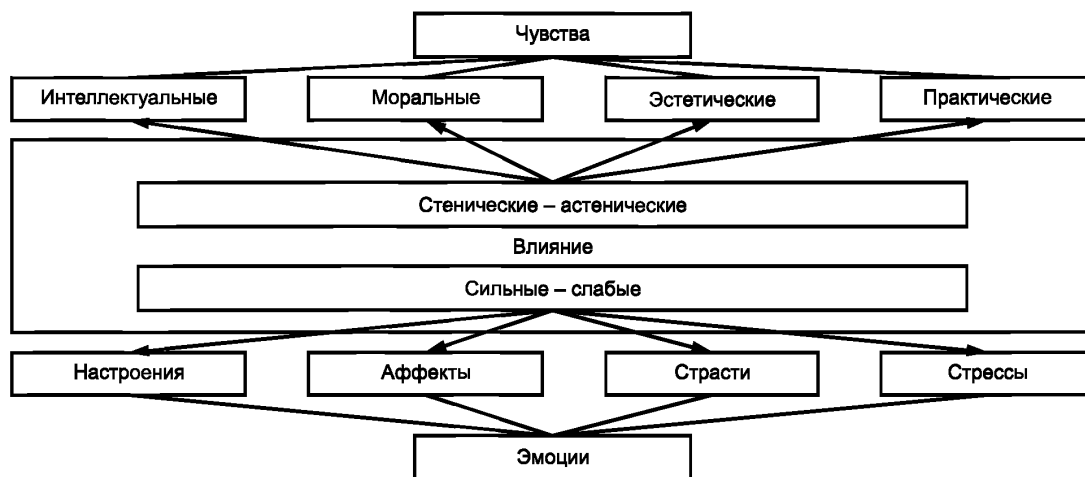 Чувства
Интеллектуальные
Моральные
Эстетические
Практические
Стенические – астенические
Влияние
Сильные – слабые
Настроения
Аффекты
Страсти
Стрессы
Эмоции